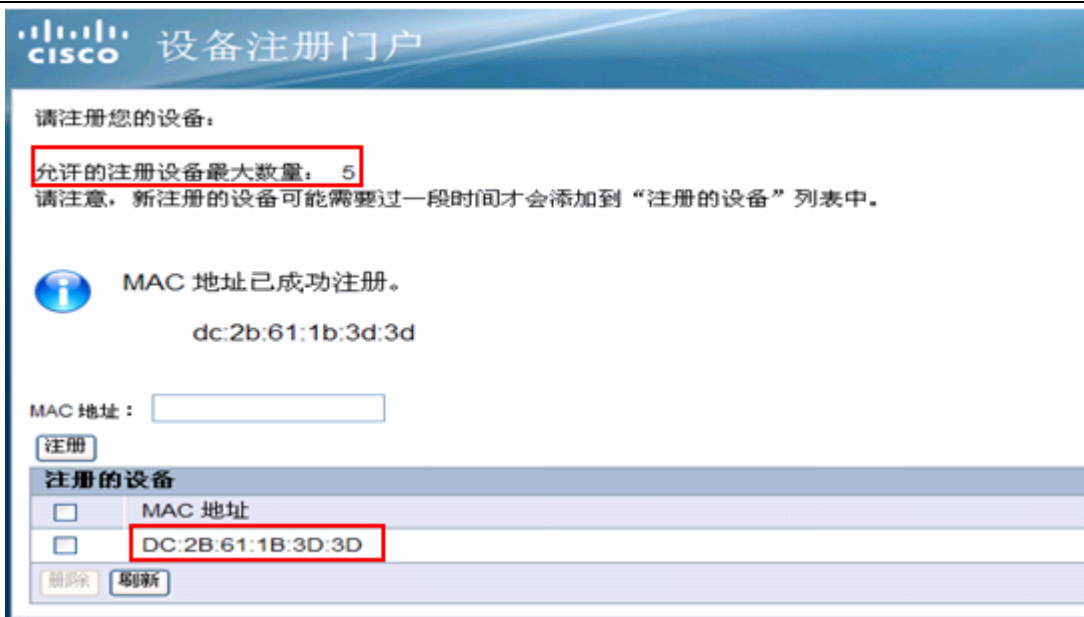 cisco 设备注册门户
请注册您的设备:
允许的注册设备最大数量: 5
请注意,新注册的设备可能需要过一段时间才会添加到“注册的设备”列表中。
MAC 地址已成功注册。
dc:2b:61:1b:3d:3d
MAC 地址:
注册
注册的设备
MAC 地址
DC:2B:61:1B:3D:3D
删除 刷新